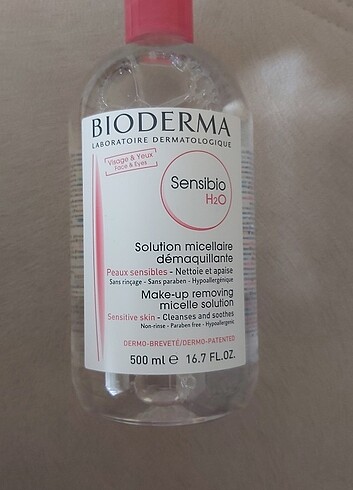 BIODERMA
LABORATOIRE DERMATOLOGIQUE
Visage & Yeux
Face & Eyes
Sensibio
H2O
Solution micellaire
démaquillante
Peaux sensibles - Nettoie et apaise
Sans rinçage - Sans paraben - Hypoallergénique
Make-up removing
micelle solution
Sensitive skin - Cleanses and soothes
Non-rinse - Paraben free - Hypoallergenic
DERMO-BREVETÉ/DERMO-PATENTED
500 ml ℮ 16.7 FL.OZ.